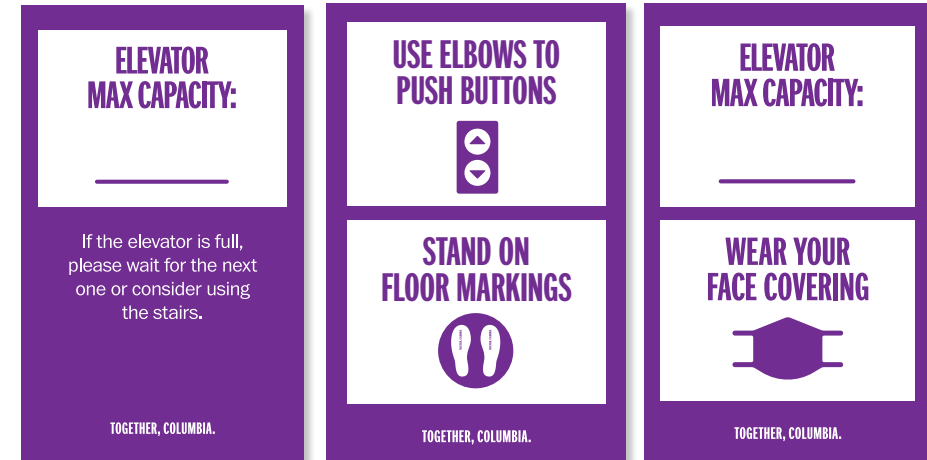 ELEVATOR
MAX CAPACITY:
If the elevator is full,
please wait for the next
one or consider using
the stairs.
TOGETHER, COLUMBIA.
USE ELBOWS TO
PUSH BUTTONS
STAND ON
FLOOR MARKINGS
TOGETHER, COLUMBIA.
ELEVATOR
MAX CAPACITY:
WEAR YOUR
FACE COVERING
TOGETHER, COLUMBIA.